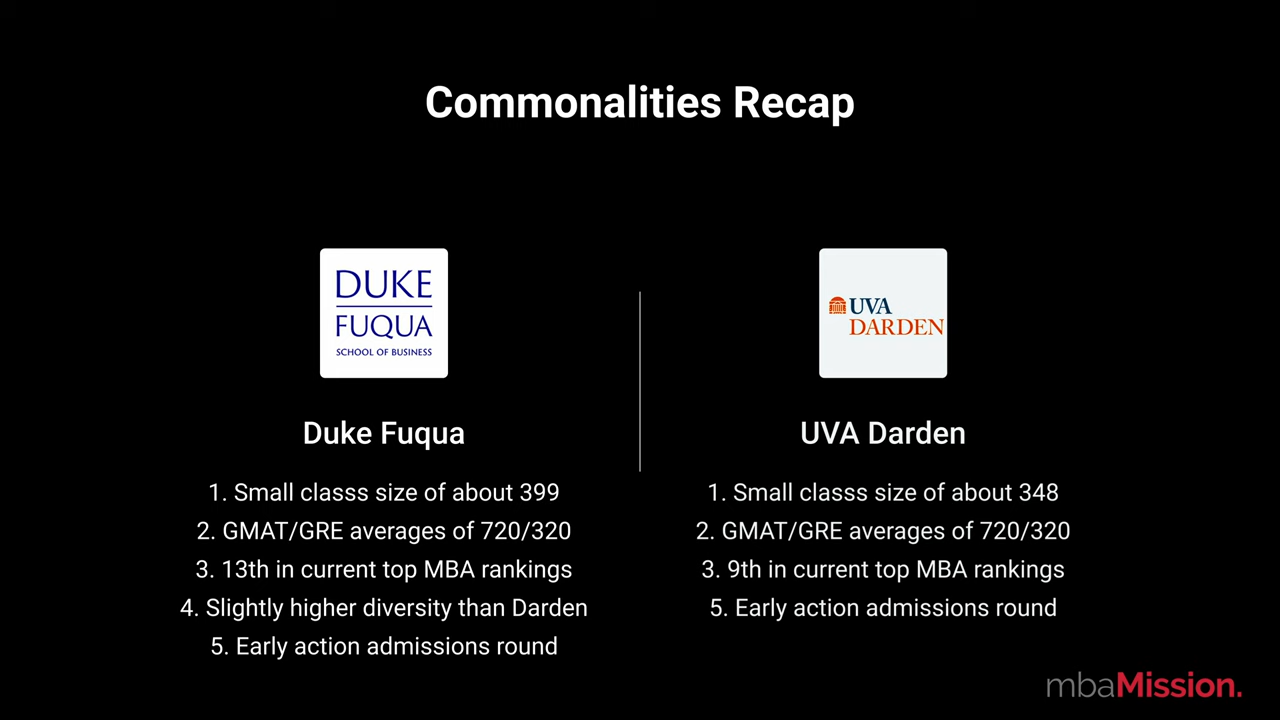 Commonalities Recap
DUKE
FUQUA
SCHOOL OF BUSINESS
Duke Fuqua
1. Small classs size of about 399
2. GMAT/GRE averages of 720/320
3. 13th in current top MBA rankings
4. Slightly higher diversity than Darden
5. Early action admissions round
UVA
DARDEN
UVA Darden
1. Small classs size of about 348
2. GMAT/GRE averages of 720/320
3. 9th in current top MBA rankings
5. Early action admissions round
mbaMission.